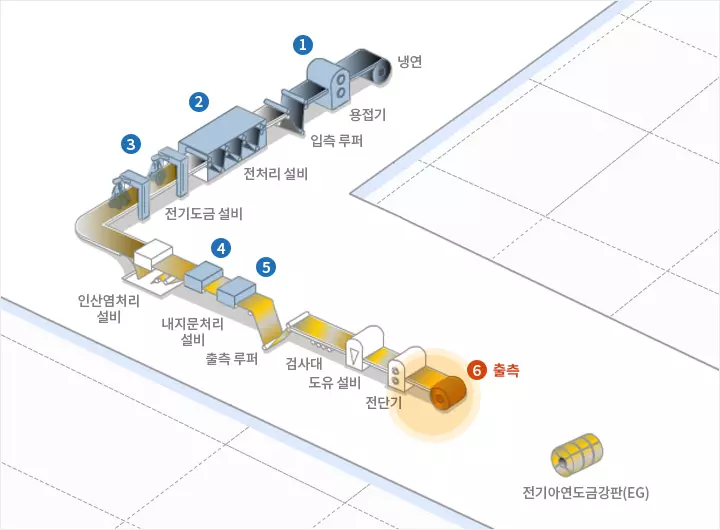 1
냉연
용접기
2
입측 루퍼
3
전처리 설비
전기도금 설비
4
5
인산염처리
설비
내지문처리
설비
출측 루퍼
검사대
도유 설비
전단기
6 출측
전기아연도금강판(EG)